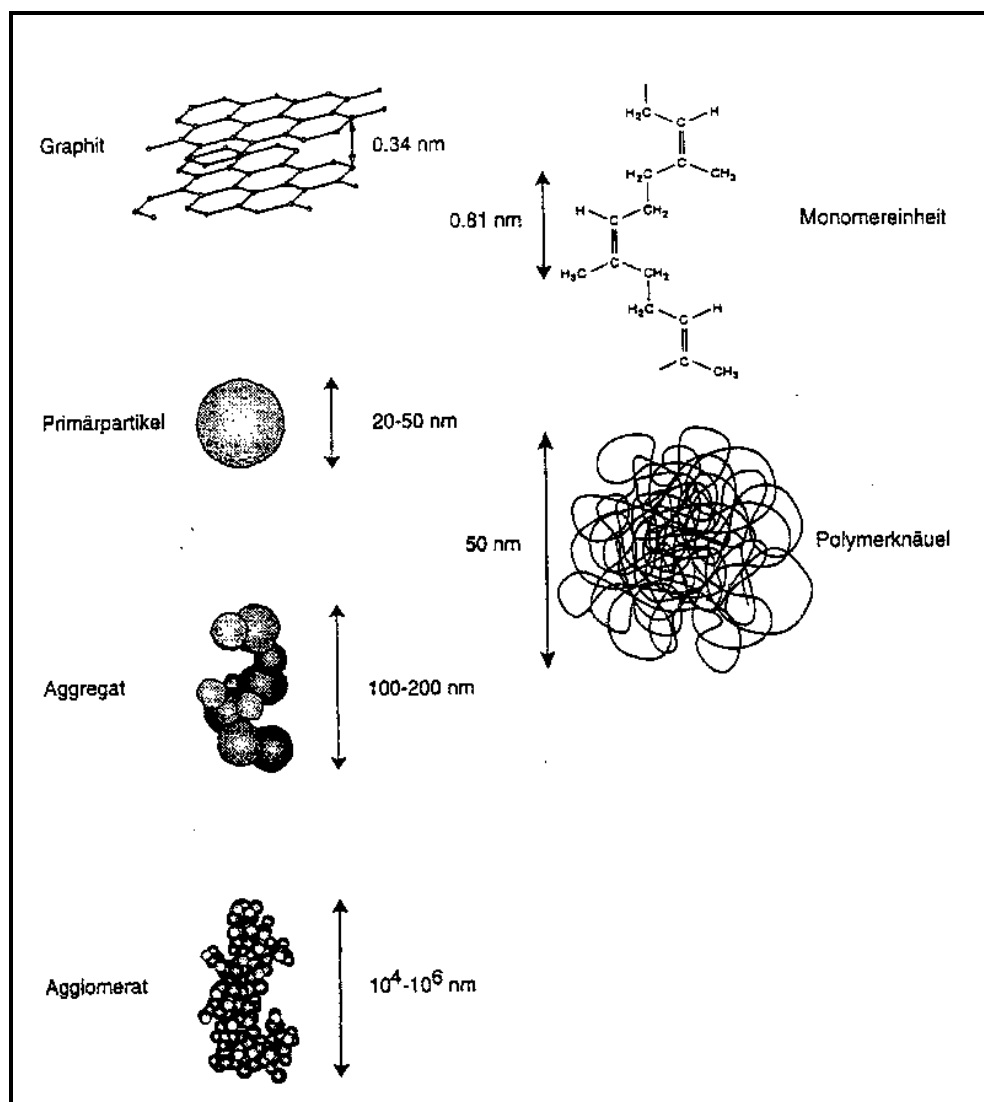 Graphit
0.34 nm
H₂C
C
H
C
H₂C
CH₃
0.81 nm
H
C
CH₂
Monomereinheit
H₃C
C
CH₂
H₂C
C
H
C
CH₃
Primärpartikel
20-50 nm
50 nm
Polymerknäuel
Aggregat
100-200 nm
Agglomerat
10⁴-10⁶ nm